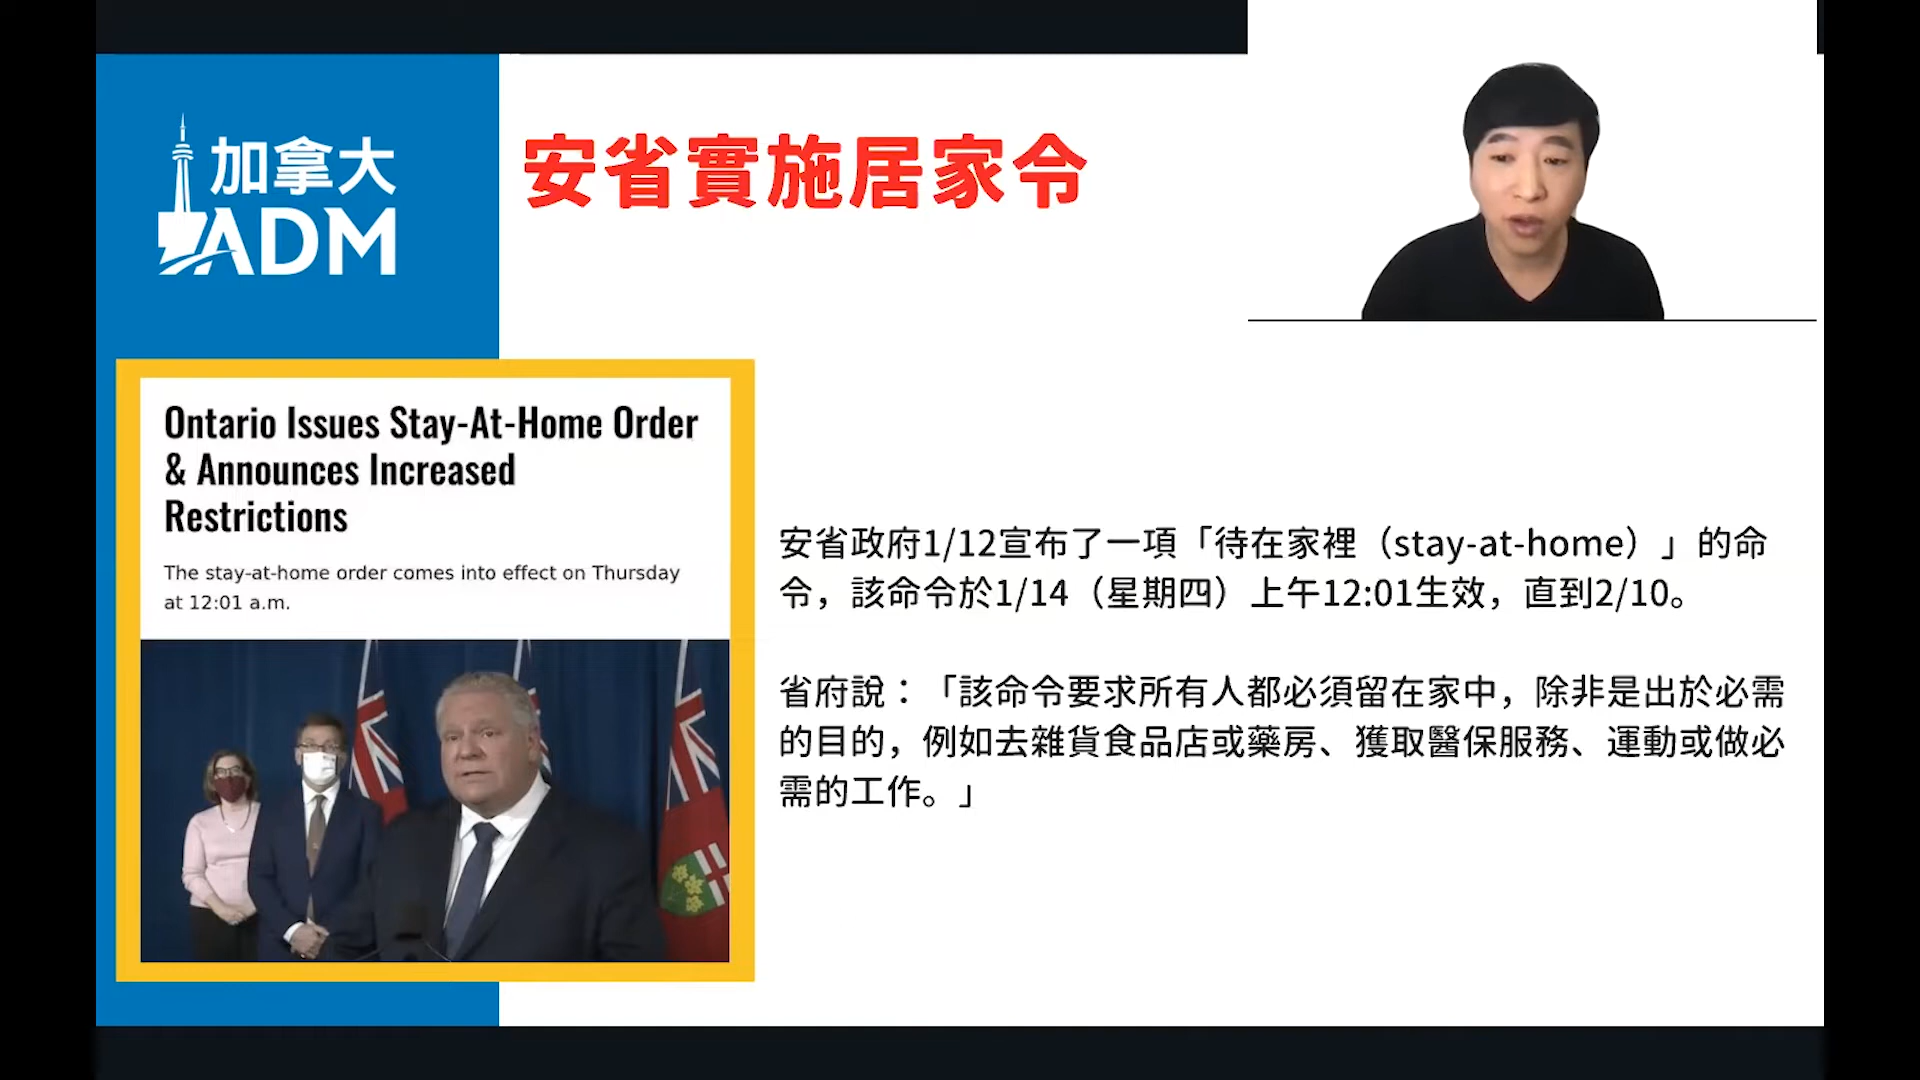 加拿大
ADM
安省實施居家令
Ontario Issues Stay-At-Home Order
& Announces Increased
Restrictions
The stay-at-home order comes into effect on Thursday
at 12:01 a.m.
安省政府1/12宣布了一項「待在家裡（stay-at-home）」的命
令，該命令於1/14（星期四）上午12:01生效，直到2/10。
省府說：「該命令要求所有人都必須留在家中，除非是出於必需
的目的，例如去雜貨食品店或藥房、獲取醫保服務、運動或做必
需的工作。」